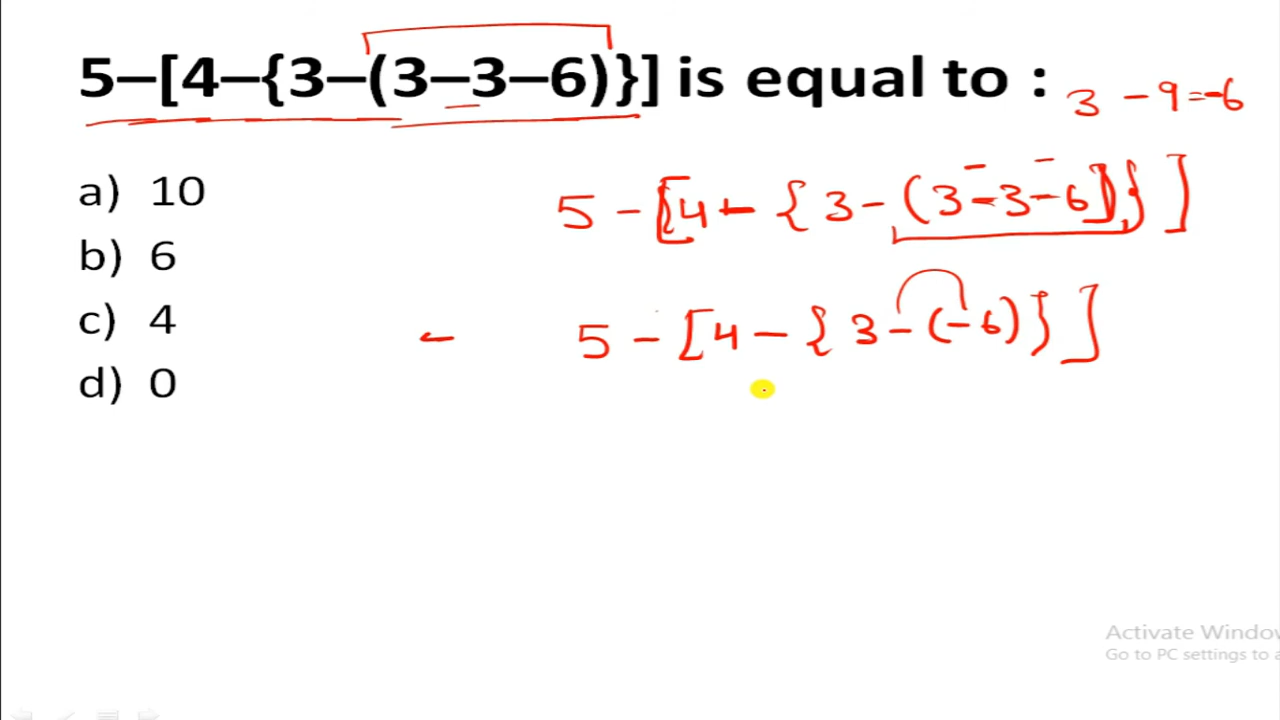 5–[4–{3–(3–3–6)}] is equal to :
3 - 9 = -6
a) 10
5 - [4 - {3 - (3 - 3 - 6)}]
b) 6
c) 4
5 - [4 - {3 - (-6)}]
d) 0
Activate Window
Go to PC settings to a